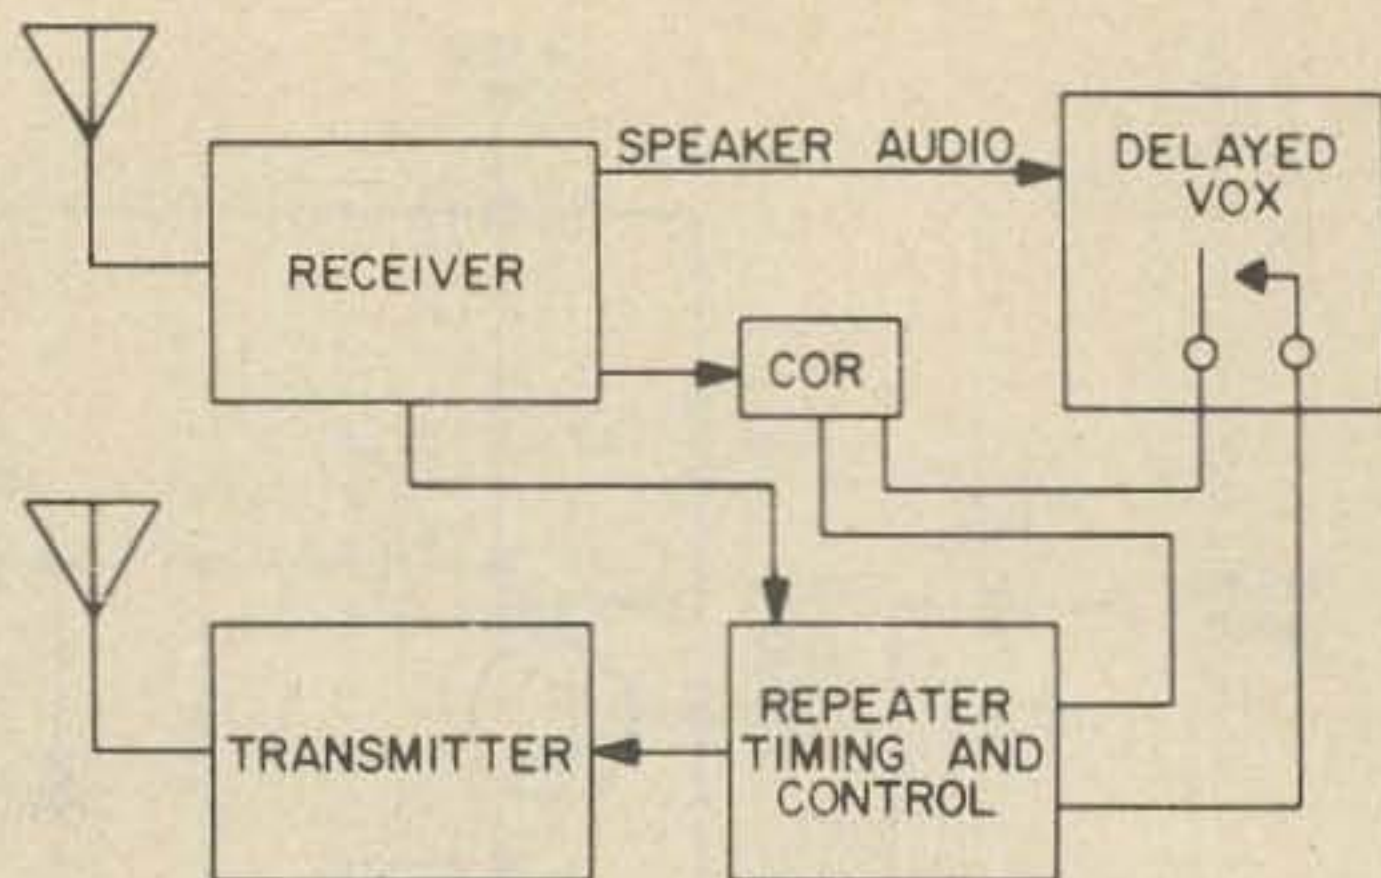 SPEAKER AUDIO
DELAYED
VOX
RECEIVER
COR
TRANSMITTER
REPEATER
TIMING AND
CONTROL